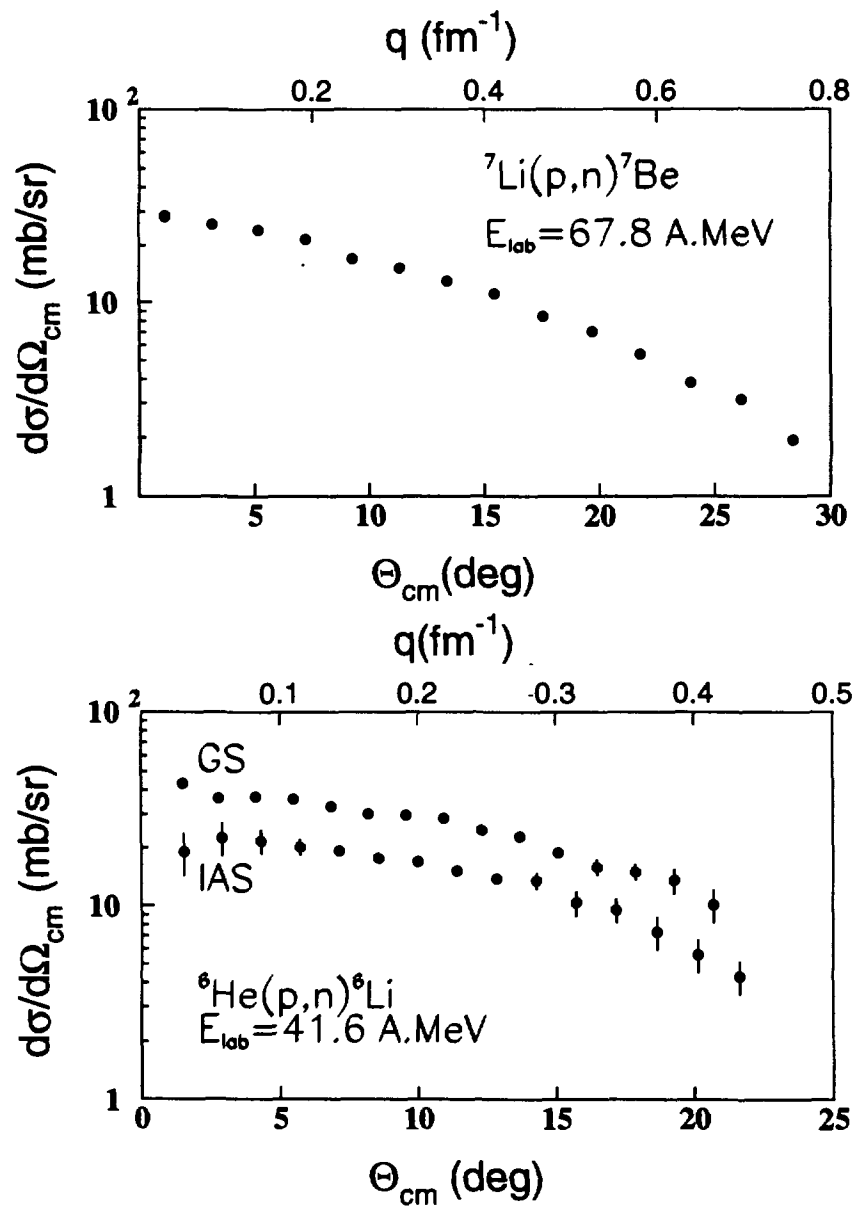 q (fm⁻¹)
0.2 0.4 0.6 0.8
10²
⁷Li(p,n)⁷Be
E_lab=67.8 A.MeV
10
1
dσ/dΩ_cm (mb/sr)
5 10 15 20 25 30
Θ_cm(deg)
q(fm⁻¹)
0.1 0.2 0.3 0.4 0.5
10²
GS
IAS
10
⁶He(p,n)⁶Li
E_lab=41.6 A.MeV
1
dσ/dΩ_cm (mb/sr)
0 5 10 15 20 25
Θ_cm (deg)